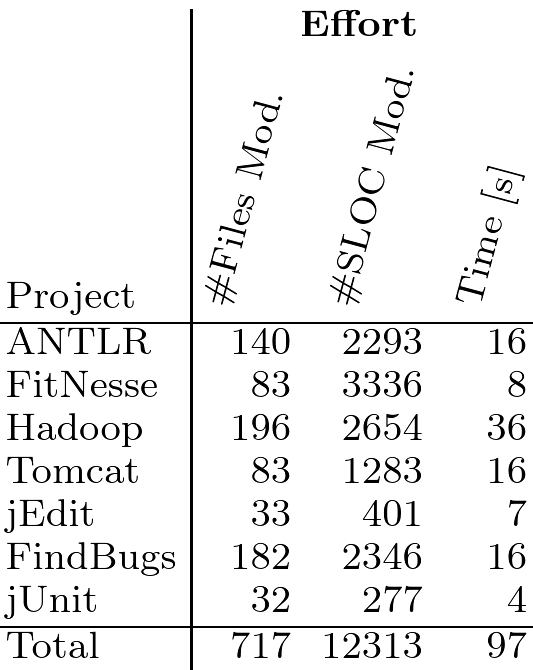 Effort
Project #Files Mod. #SLOC Mod. Time [s]
ANTLR 140 2293 16
FitNesse 83 3336 8
Hadoop 196 2654 36
Tomcat 83 1283 16
jEdit 33 401 7
FindBugs 182 2346 16
jUnit 32 277 4
Total 717 12313 97